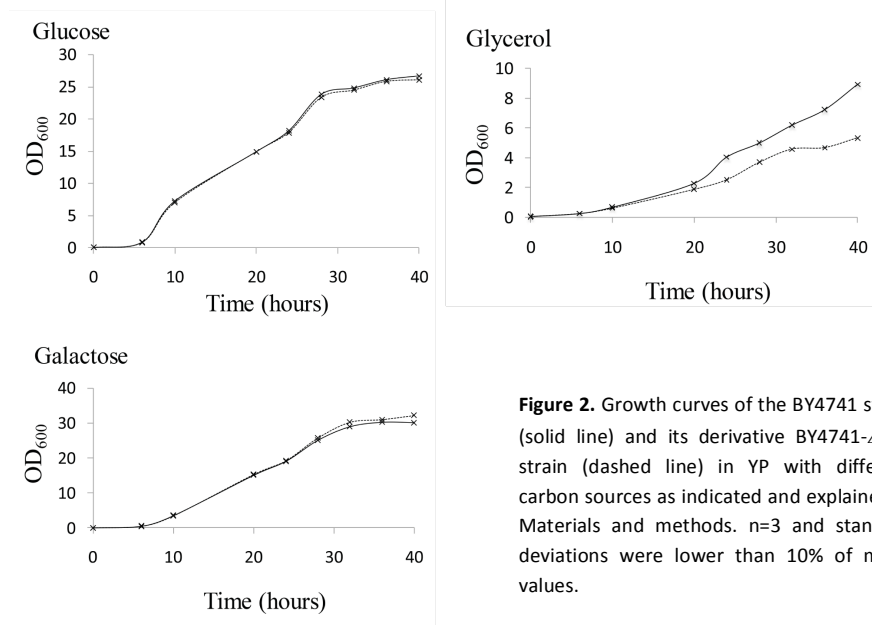 Glucose
30
25
20
15
10
5
0
OD600
0 10 20 30 40
Time (hours)
Glycerol
10
8
6
4
2
0
OD600
0 10 20 30 40
Time (hours)
Galactose
40
30
20
10
0
OD600
0 10 20 30 40
Time (hours)
Figure 2. Growth curves of the BY4741 s
(solid line) and its derivative BY4741-
strain (dashed line) in YP with diffe
carbon sources as indicated and explaine
Materials and methods. n=3 and stan
deviations were lower than 10% of m
values.